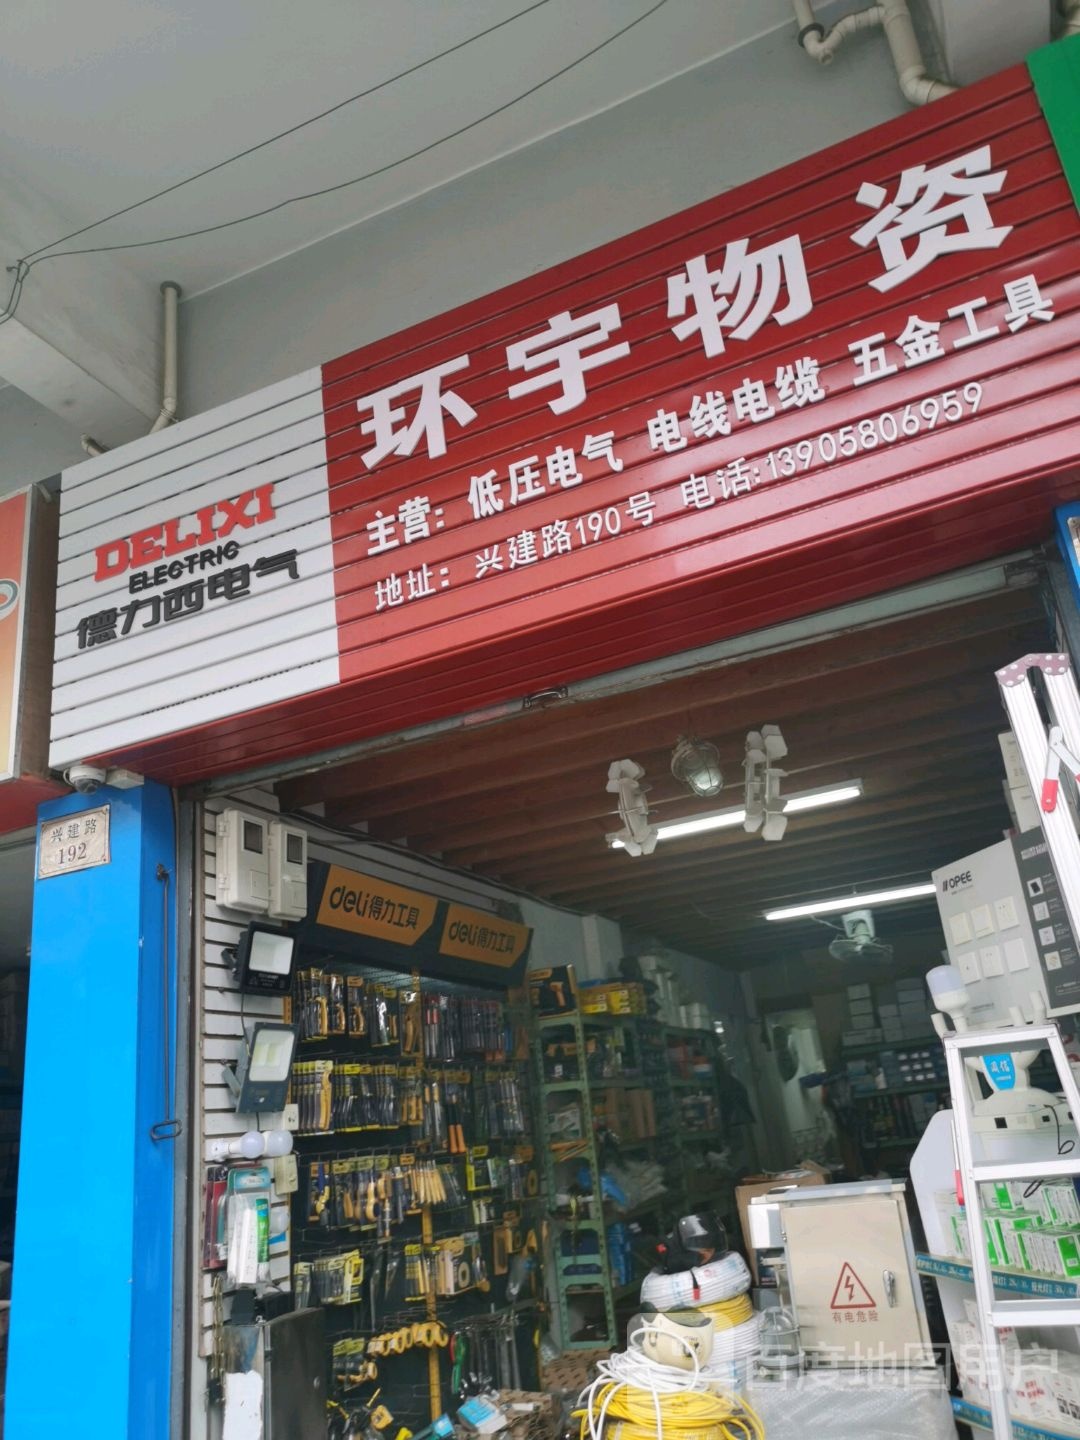 环宇物资
主营：低压电气 电线电缆 五金工具
地址：兴建路190号 电话:13905806959
DELIXI
ELECTRIC
德力西电气
兴建路
192
deli得力工具
deli得力工具
OPEE
有电危险
百度地图用户